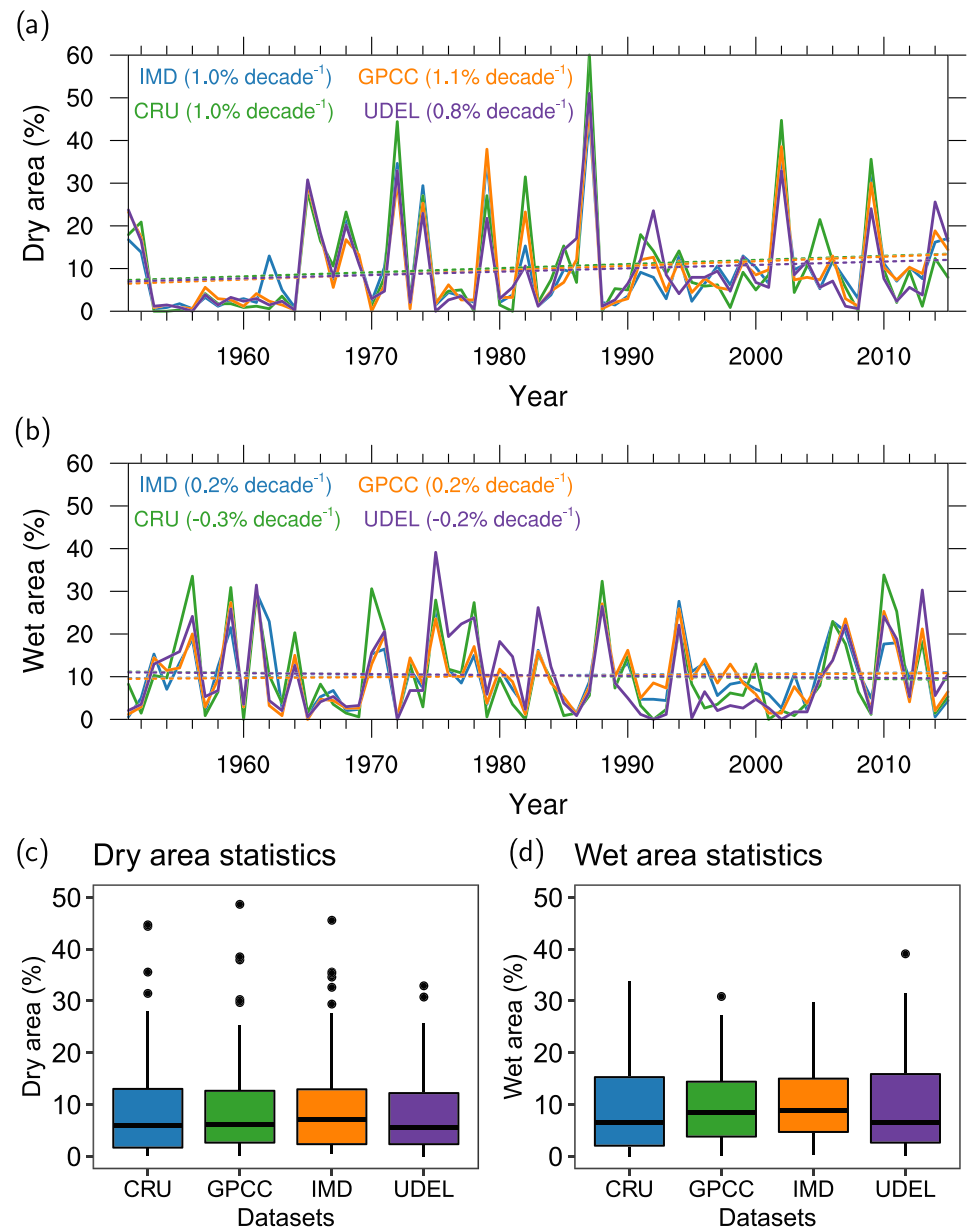 (a)
60
50
40
30
20
10
0
Dry area (%)
IMD (1.0% decade⁻¹) GPCC (1.1% decade⁻¹)
CRU (1.0% decade⁻¹) UDEL (0.8% decade⁻¹)
1960 1970 1980 1990 2000 2010
Year
(b)
60
50
40
30
20
10
0
Wet area (%)
IMD (0.2% decade⁻¹) GPCC (0.2% decade⁻¹)
CRU (-0.3% decade⁻¹) UDEL (-0.2% decade⁻¹)
1960 1970 1980 1990 2000 2010
Year
(c) Dry area statistics
50
40
30
20
10
0
Dry area (%)
CRU GPCC IMD UDEL
Datasets
(d) Wet area statistics
50
40
30
20
10
0
Wet area (%)
CRU GPCC IMD UDEL
Datasets